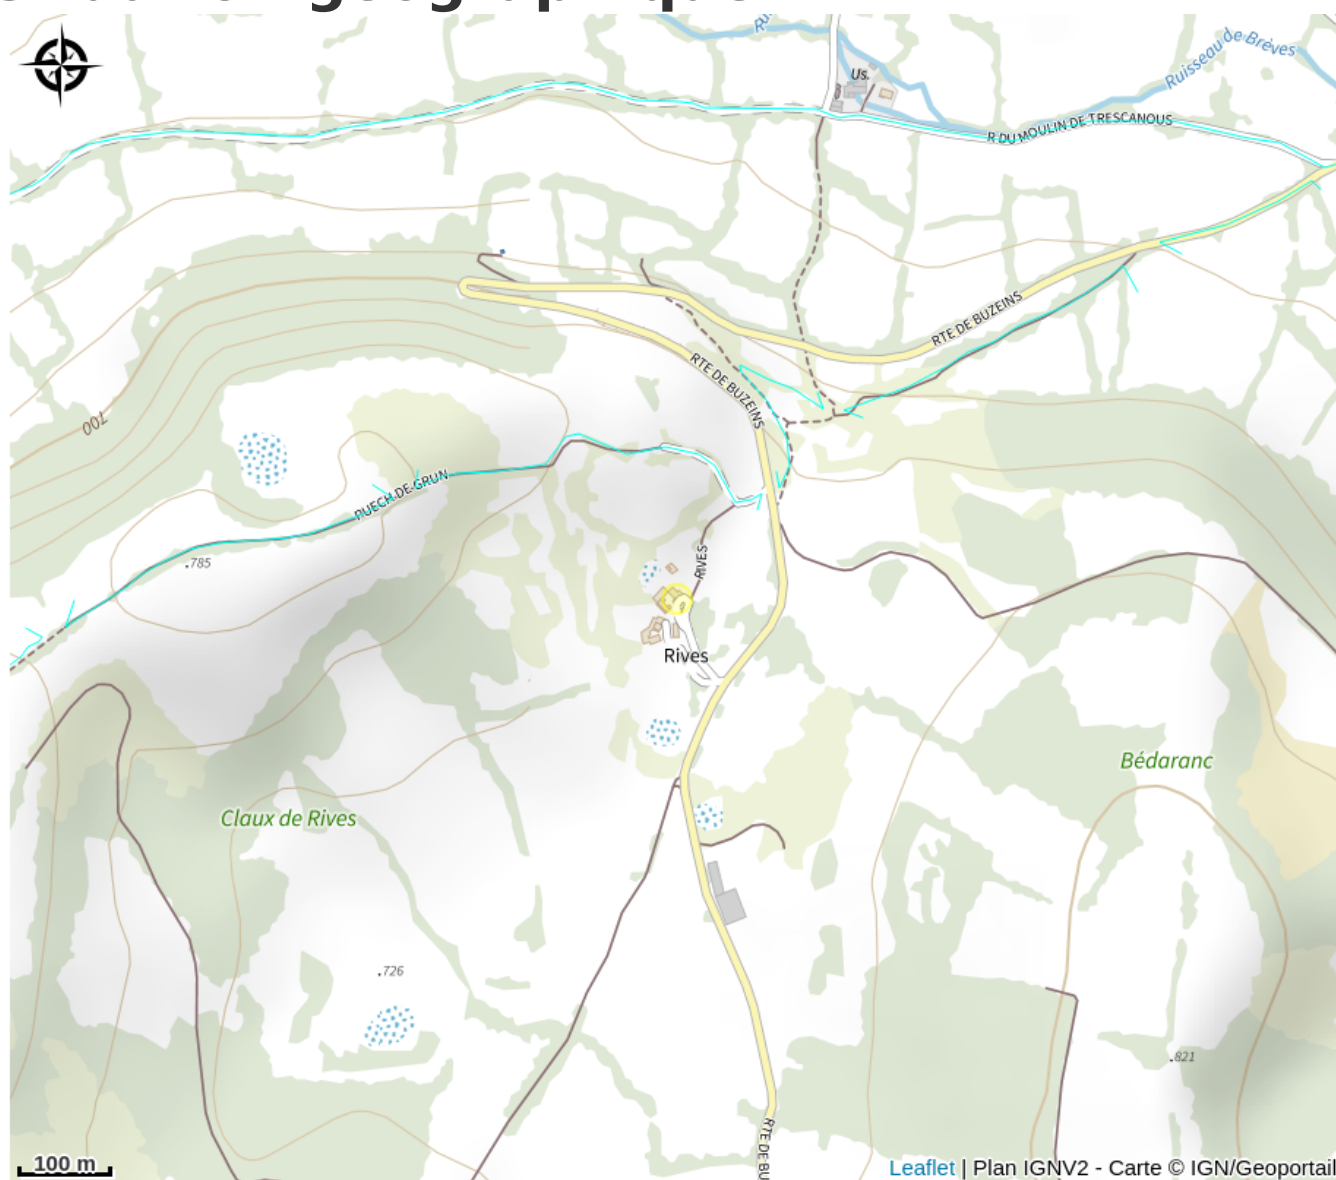 Us.
Ruisseau de Brèves
R DU MOULIN DE TRESCANOUS
RTE DE BUZEINS
RTE DE BUZEINS
700
PUECH DE GRUN
.785
RIVES
Rives
Bédaranc
Claux de Rives
.726
.821
RTE DE BU
100 m
Leaflet | Plan IGNV2 - Carte © IGN/Geoportail